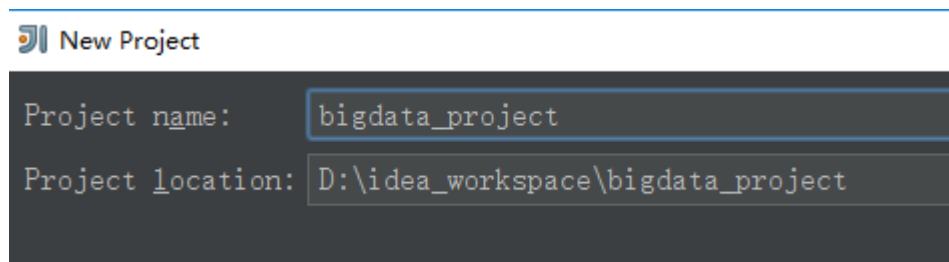 New Project
Project name: bigdata_project
Project location: D:\idea_workspace\bigdata_project